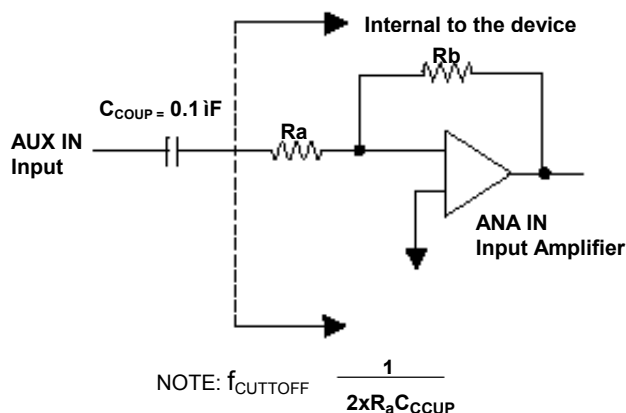 Internal to the device
Rb
CCOUP = 0.1 ìF
Ra
AUX IN
Input
ANA IN
Input Amplifier
NOTE: fCUTTOFF 1
2xRaCCCUP